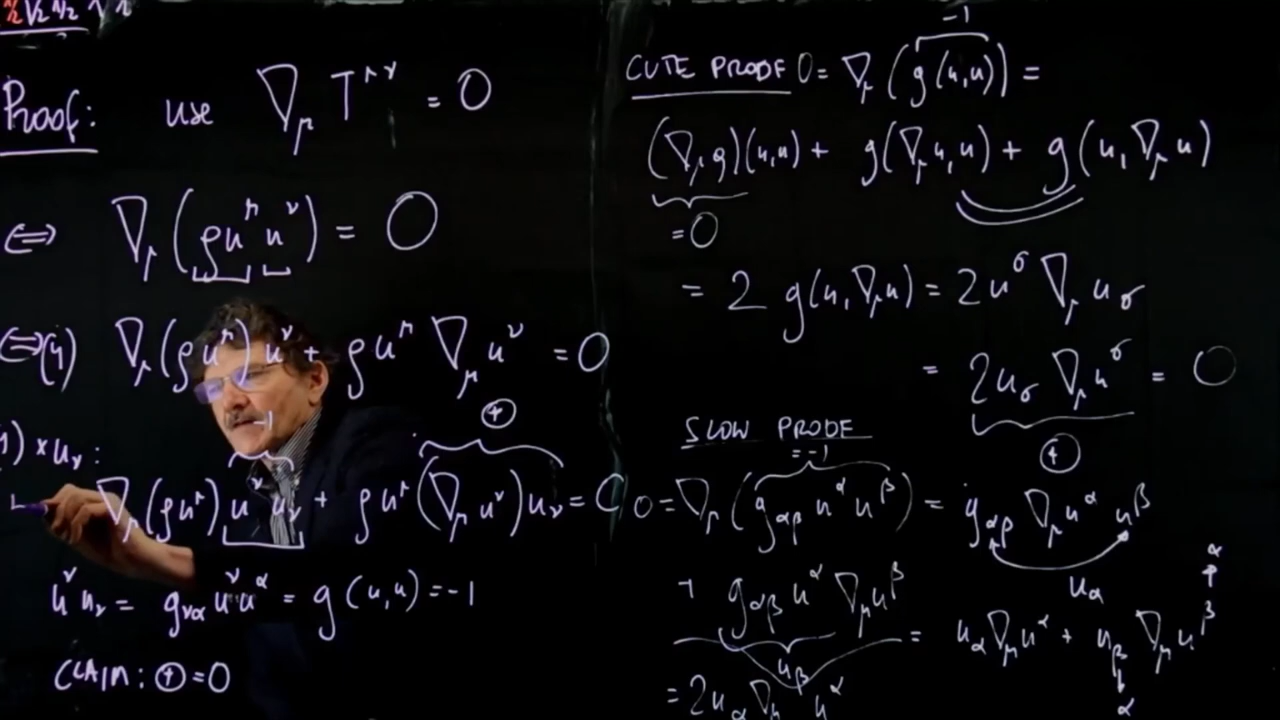 Proof: use ∇_μ T^{μν} = 0
⟺ ∇_μ (ρu^μ u^ν) = 0
⟺ (1) ∇_μ (ρu^μ) u^ν + ρu^μ ∇_μ u^ν = 0
1) × u_ν:
-1
(+)
∇_μ (ρu^μ) u^ν u_ν + ρu^μ (∇_μ u^ν) u_ν = 0
u^ν u_ν = g_{να} u^ν u^α = g(u,u) = -1
CLAIM: (+) = 0
-1
CUTE PROOF 0 = ∇_μ (g(u,u)) =
(∇_μ g)(u,u) + g(∇_μ u,u) + g(u,∇_μ u)
=0
= 2 g(u,∇_μ u) = 2u^σ ∇_μ u_σ
= 2u_σ ∇_μ u^σ = 0
(+)
SLOW PROOF
=-1
0 = ∇_μ (g_{αβ} u^α u^β) = g_{αβ} ∇_μ u^α u^β
u_α
+ g_{αβ} u^α ∇_μ u^β = u_α ∇_μ u^α + u_β ∇_μ u^β
u_β
α
α
= 2u_α ∇_μ u^α